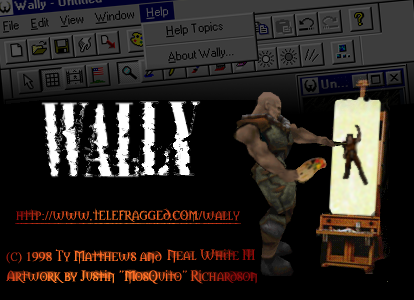 Wally - Untitled
File Edit View Window Help
Help Topics
About Wally...
Un...
WALLY
HTTP://WWW.TELEFRAGGED.COM/WALLY
(C) 1998 Ty Matthews and Neal White III
Artwork by Justin "Mosquito" Richardson